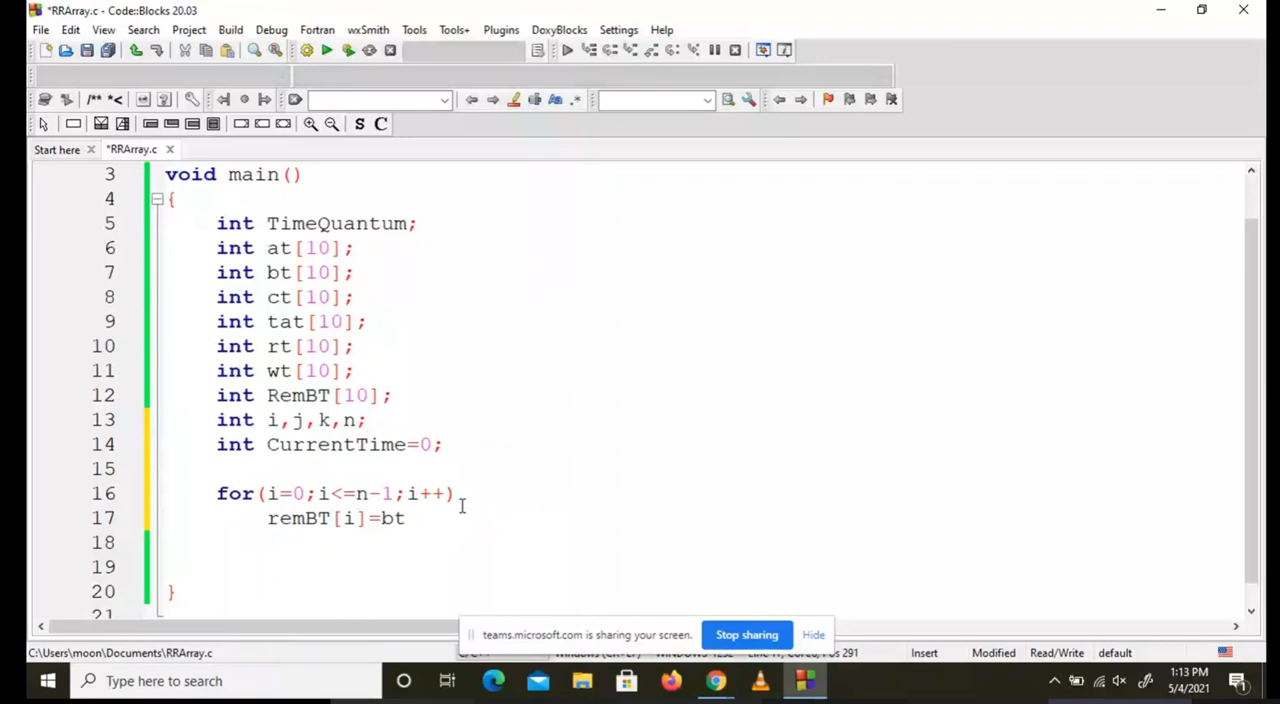 *RRArray.c - Code::Blocks 20.03
File Edit View Search Project Build Debug Fortran wxSmith Tools Tools+ Plugins DoxyBlocks Settings Help
/** *<
S C
Start here *RRArray.c
3 void main()
4 {
5 int TimeQuantum;
6 int at[10];
7 int bt[10];
8 int ct[10];
9 int tat[10];
10 int rt[10];
11 int wt[10];
12 int RemBT[10];
13 int i,j,k,n;
14 int CurrentTime=0;
15
16 for(i=0;i<=n-1;i++)
17 remBT[i]=bt
18
19
20 }
21
teams.microsoft.com is sharing your screen. Stop sharing Hide
C:\Users\moon\Documents\RRArray.c Insert Modified Read/Write default
Type here to search
1:13 PM
5/4/2021